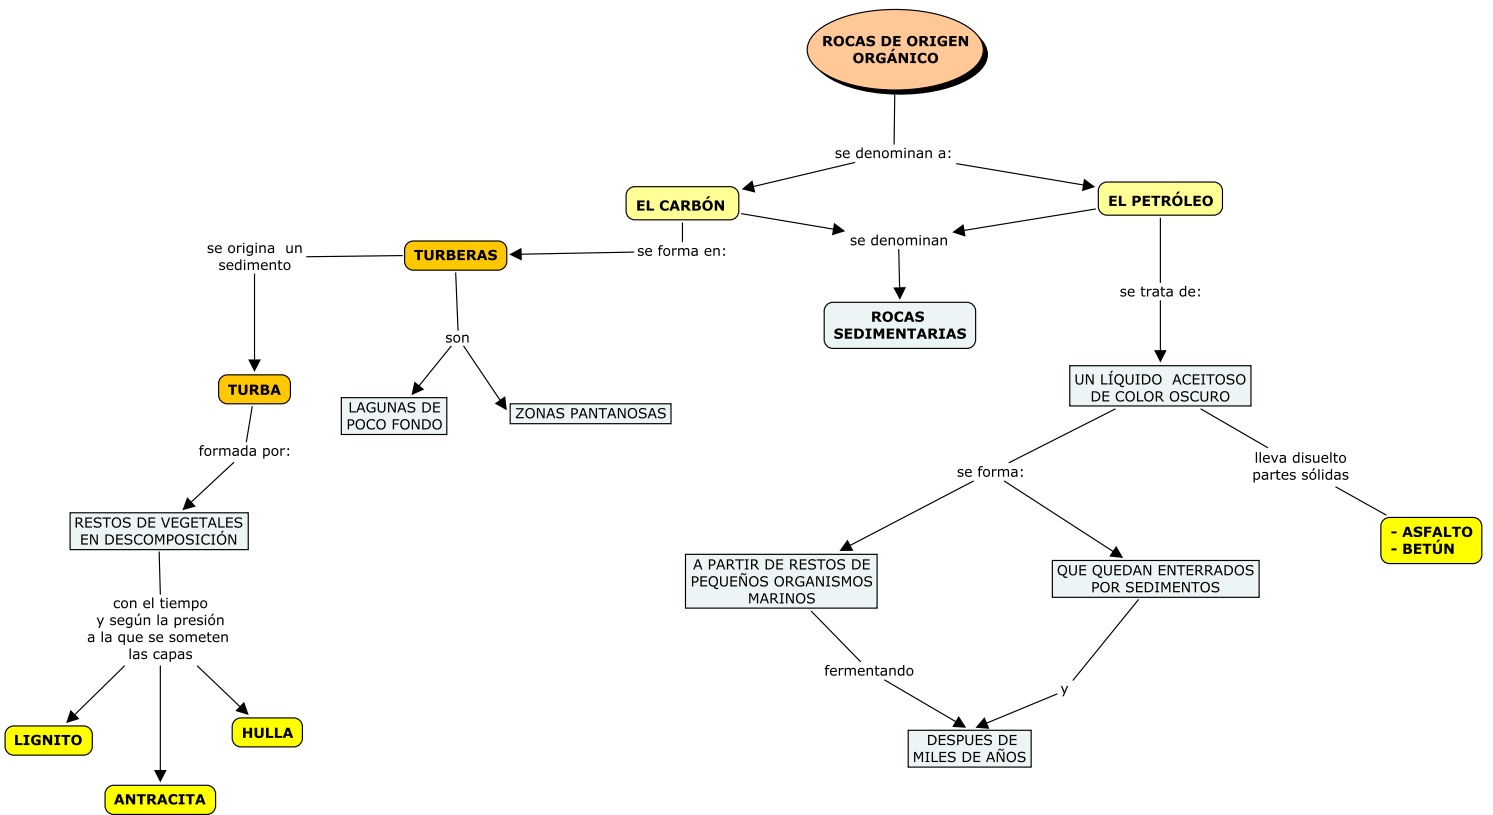 ROCAS DE ORIGEN
ORGÁNICO
se denominan a:
EL CARBÓN
EL PETRÓLEO
se denominan
ROCAS
SEDIMENTARIAS
se forma en:
TURBERAS
se origina un
sedimento
son
LAGUNAS DE
POCO FONDO
ZONAS PANTANOSAS
TURBA
formada por:
RESTOS DE VEGETALES
EN DESCOMPOSICIÓN
con el tiempo
y según la presión
a la que se someten
las capas
LIGNITO
HULLA
ANTRACITA
se trata de:
UN LÍQUIDO ACEITOSO
DE COLOR OSCURO
se forma:
lleva disuelto
partes sólidas
- ASFALTO
- BETÚN
A PARTIR DE RESTOS DE
PEQUEÑOS ORGANISMOS
MARINOS
QUE QUEDAN ENTERRADOS
POR SEDIMENTOS
fermentando
y
DESPUES DE
MILES DE AÑOS